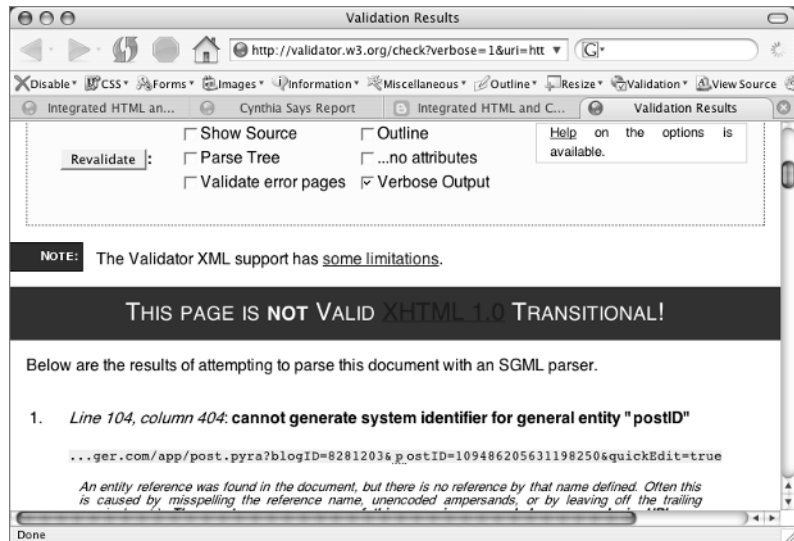 Validation Results
http://validator.w3.org/check?verbose=1&uri=htt
G
Disable CSS Forms Images Information Miscellaneous Outline Resize Validation View Source
Integrated HTML an... Cynthia Says Report Integrated HTML and C... Validation Results
Show Source Outline
Revalidate : Parse Tree ...no attributes
Validate error pages Verbose Output
Help on the options is
available.
NOTE: The Validator XML support has some limitations.
THIS PAGE IS NOT VALID XHTML 1.0 TRANSITIONAL!
Below are the results of attempting to parse this document with an SGML parser.
1. Line 104, column 404: cannot generate system identifier for general entity "postID"
...ger.com/app/post.pyra?blogID=8281203&postID=109486205631198250&quickEdit=true
An entity reference was found in the document, but there is no reference by that name defined. Often this
is caused by misspelling the reference name, unencoded ampersands, or by leaving off the trailing
Done